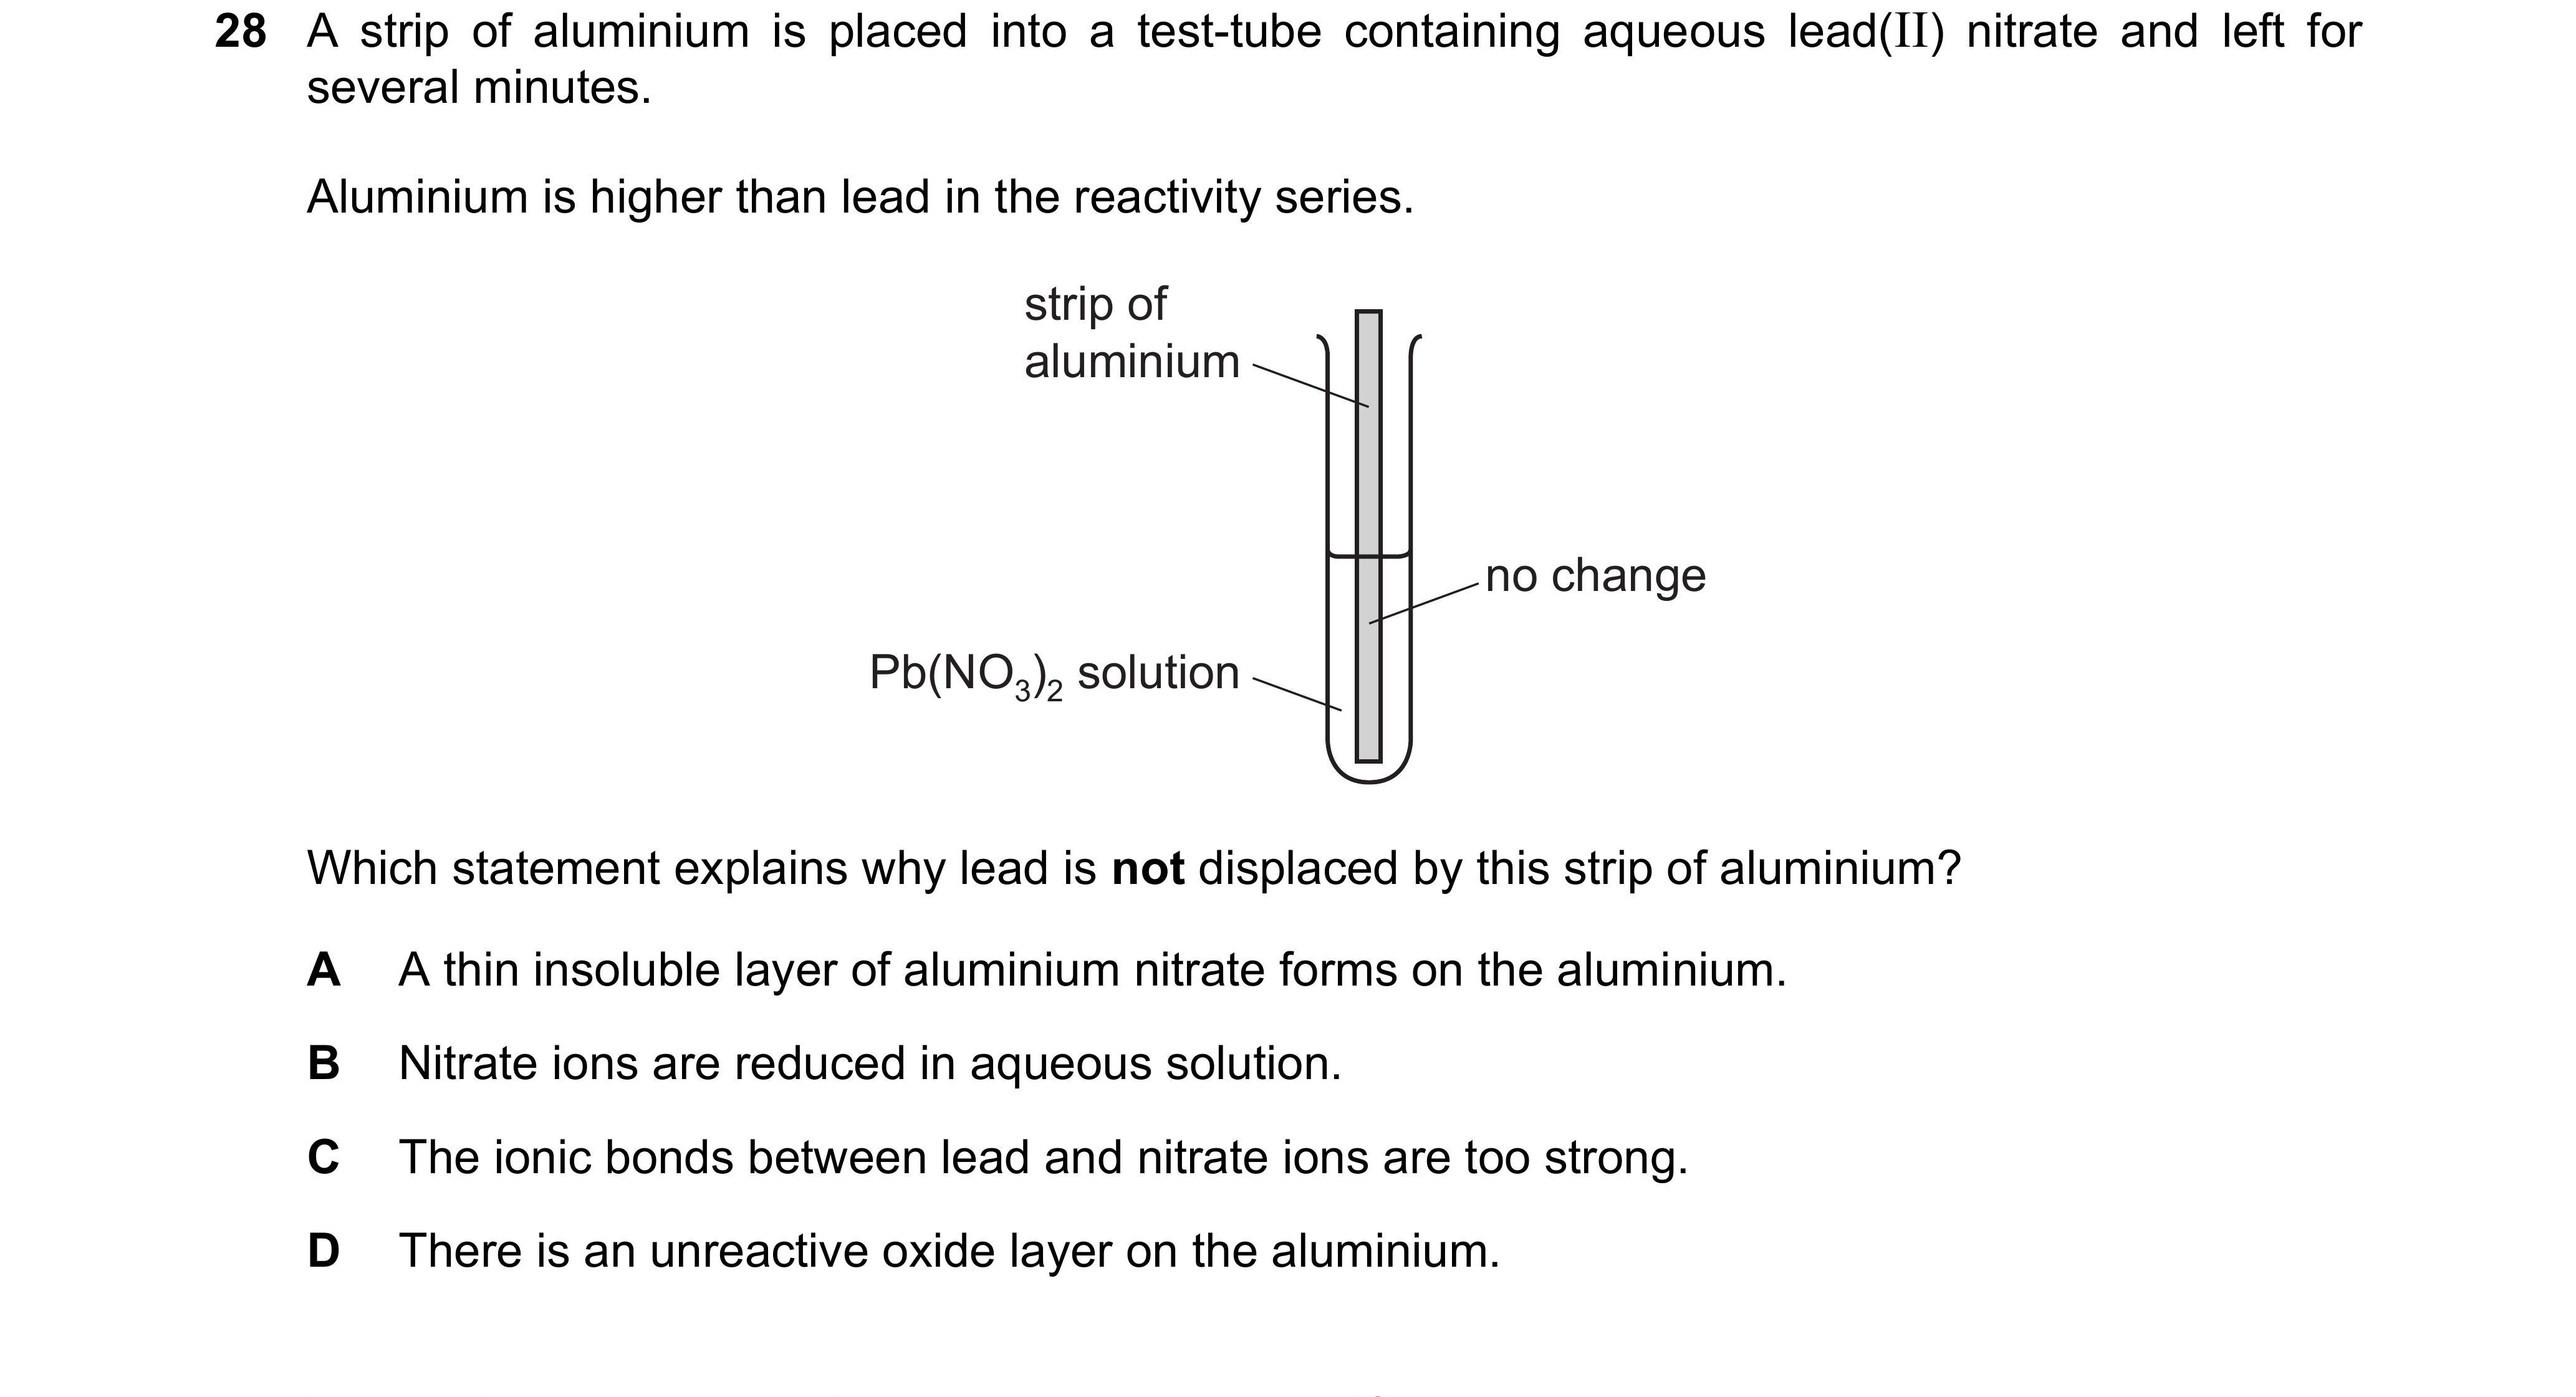 28 A strip of aluminium is placed into a test-tube containing aqueous lead(II) nitrate and left for
several minutes.
Aluminium is higher than lead in the reactivity series.
strip of
aluminium
no change
Pb(NO₃)₂ solution
Which statement explains why lead is not displaced by this strip of aluminium?
A A thin insoluble layer of aluminium nitrate forms on the aluminium.
B Nitrate ions are reduced in aqueous solution.
C The ionic bonds between lead and nitrate ions are too strong.
D There is an unreactive oxide layer on the aluminium.